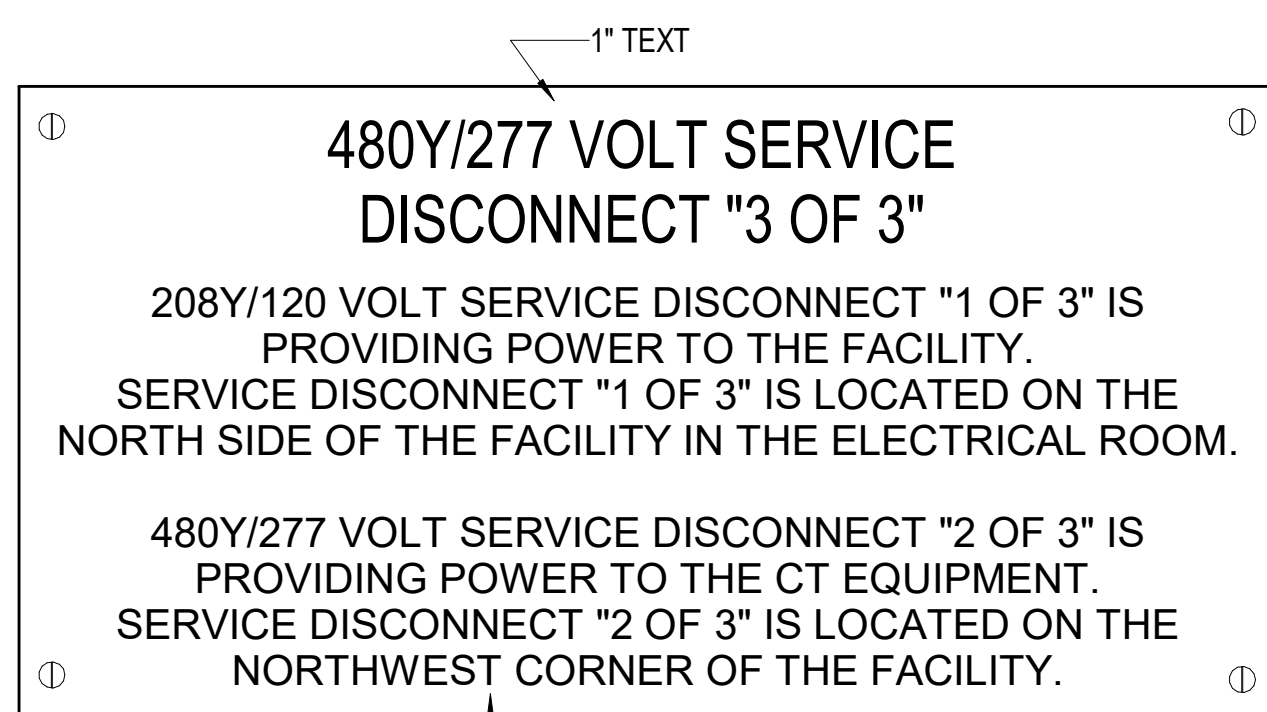 1" TEXT
480Y/277 VOLT SERVICE
DISCONNECT "3 OF 3"
208Y/120 VOLT SERVICE DISCONNECT "1 OF 3" IS
PROVIDING POWER TO THE FACILITY.
SERVICE DISCONNECT "1 OF 3" IS LOCATED ON THE
NORTH SIDE OF THE FACILITY IN THE ELECTRICAL ROOM.
480Y/277 VOLT SERVICE DISCONNECT "2 OF 3" IS
PROVIDING POWER TO THE CT EQUIPMENT.
SERVICE DISCONNECT "2 OF 3" IS LOCATED ON THE
NORTHWEST CORNER OF THE FACILITY.